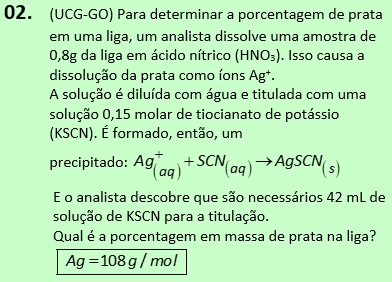 02. (UCG-GO) Para determinar a porcentagem de prata
em uma liga, um analista dissolve uma amostra de
0,8g da liga em ácido nítrico (HNO₃). Isso causa a
dissolução da prata como íons Ag⁺.
A solução é diluída com água e titulada com uma
solução 0,15 molar de tiocianato de potássio
(KSCN). É formado, então, um
precipitado: Ag⁺(aq) + SCN(aq) → AgSCN(s)
E o analista descobre que são necessários 42 mL de
solução de KSCN para a titulação.
Qual é a porcentagem em massa de prata na liga?
Ag = 108 g / mol